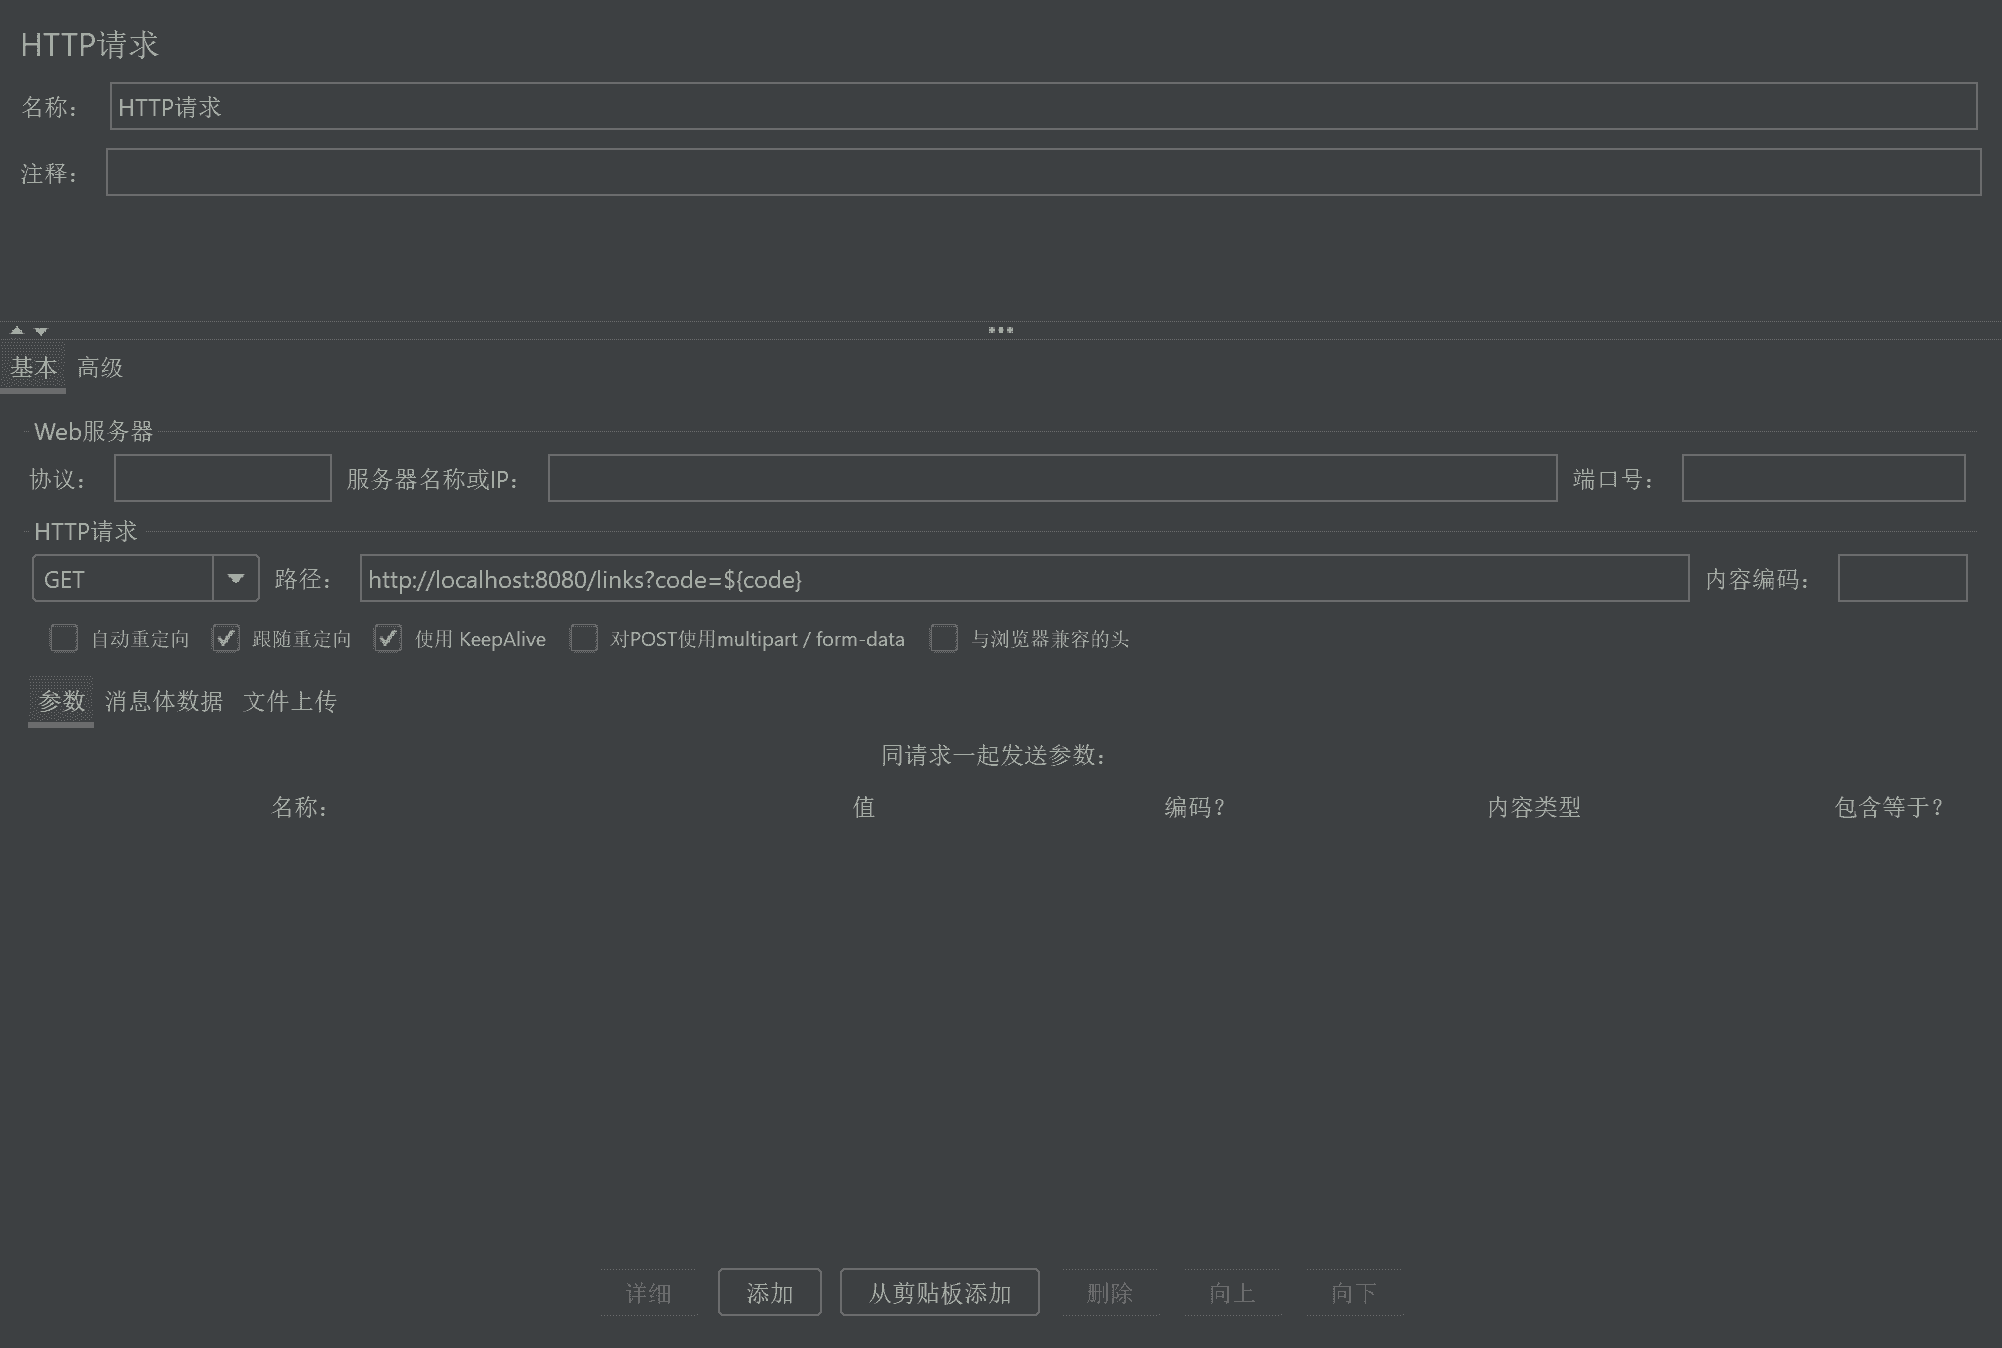 HTTP请求
名称： HTTP请求
注释：
基本 高级
Web服务器
协议： 服务器名称或IP： 端口号：
HTTP请求
GET 路径： http://localhost:8080/links?code=${code} 内容编码：
自动重定向 跟随重定向 使用 KeepAlive 对POST使用multipart / form-data 与浏览器兼容的头
参数 消息体数据 文件上传
同请求一起发送参数：
名称： 值 编码？ 内容类型 包含等于？
详细 添加 从剪贴板添加 删除 向上 向下